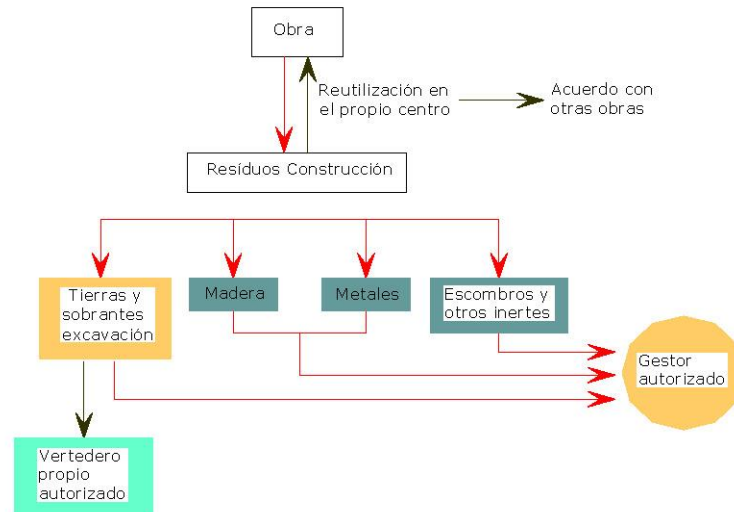 Obra
Reutilización en
el propio centro
Acuerdo con
otras obras
Resíduos Construcción
Tierras y
sobrantes
excavación
Madera
Metales
Escombros y
otros inertes
Gestor
autorizado
Vertedero
propio
autorizado